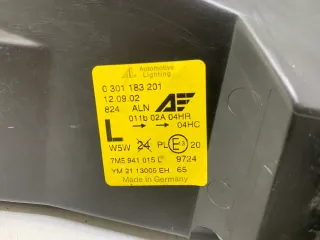 AL Automotive Lighting
0 301 183 201
12.09.02
824 ALN
011b 02A 04HR
L → → 04HC
W5W 24 PL E1 20
7M5 941 015 L 9724
YM 21 13005 EH 65
Made in Germany